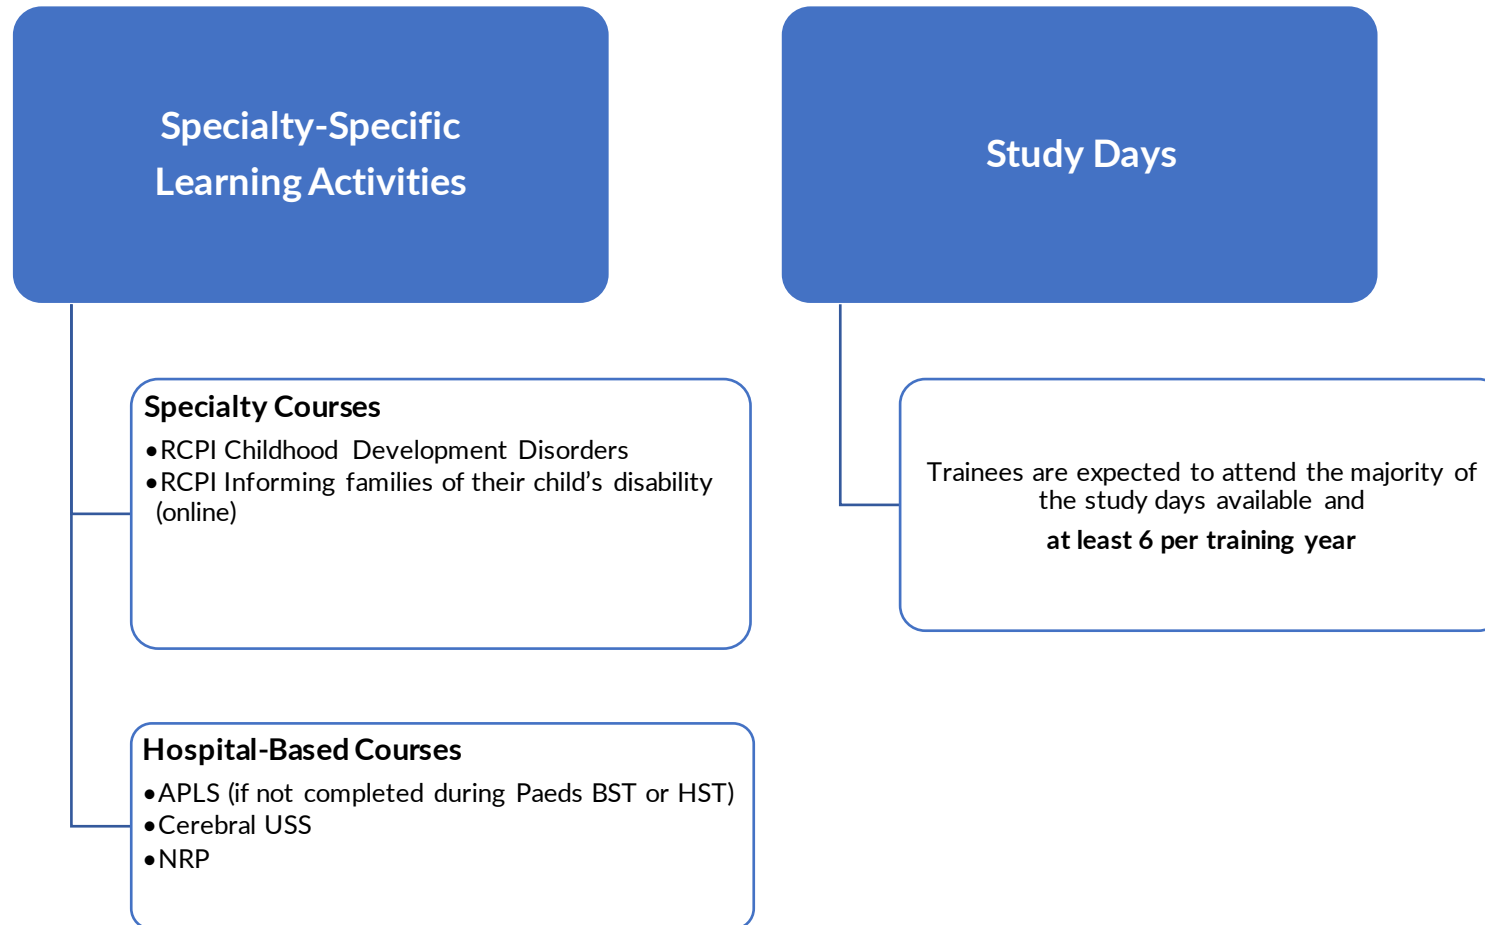 Specialty-Specific
Learning Activities
Specialty Courses
•RCPI Childhood Development Disorders
•RCPI Informing families of their child’s disability
(online)
Hospital-Based Courses
•APLS (if not completed during Paeds BST or HST)
•Cerebral USS
•NRP
Study Days
Trainees are expected to attend the majority of
the study days available and
at least 6 per training year